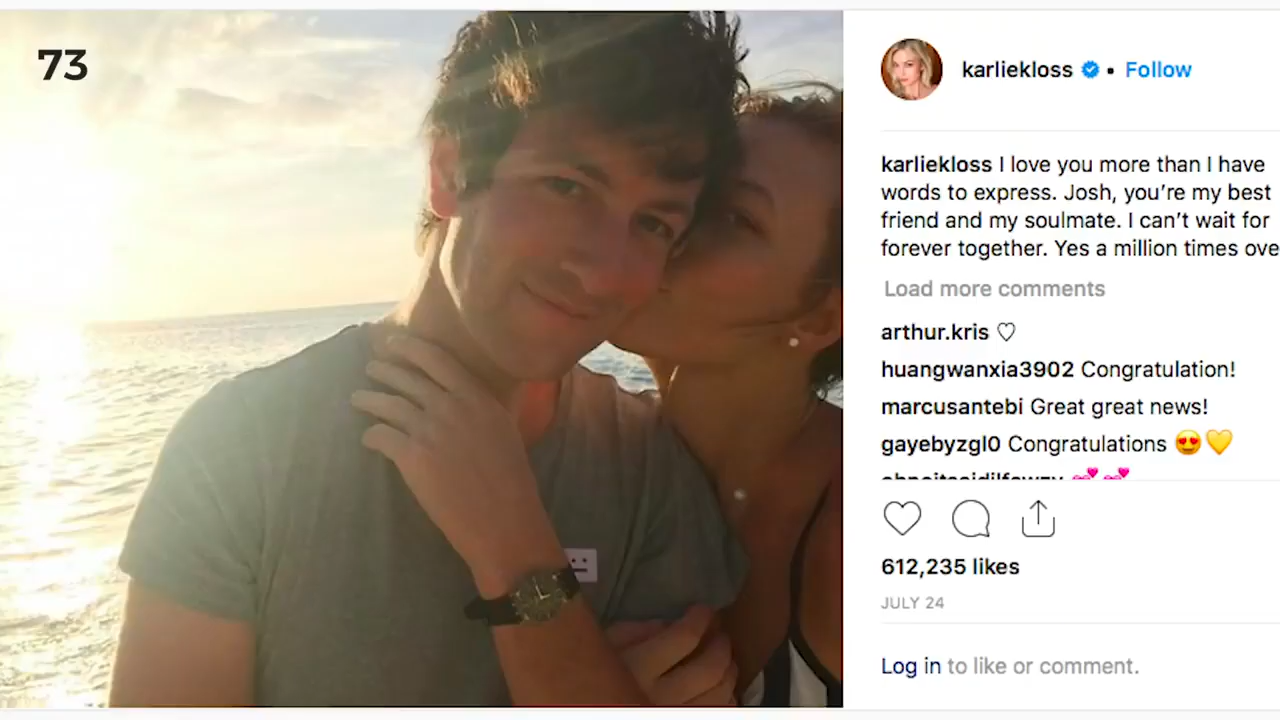 73
karliekloss • Follow
karliekloss I love you more than I have
words to express. Josh, you're my best
friend and my soulmate. I can't wait for
forever together. Yes a million times ove
Load more comments
arthur.kris ♡
huangwanxia3902 Congratulation!
marcusantebi Great great news!
gayebyzgl0 Congratulations 😍💛
612,235 likes
JULY 24
Log in to like or comment.